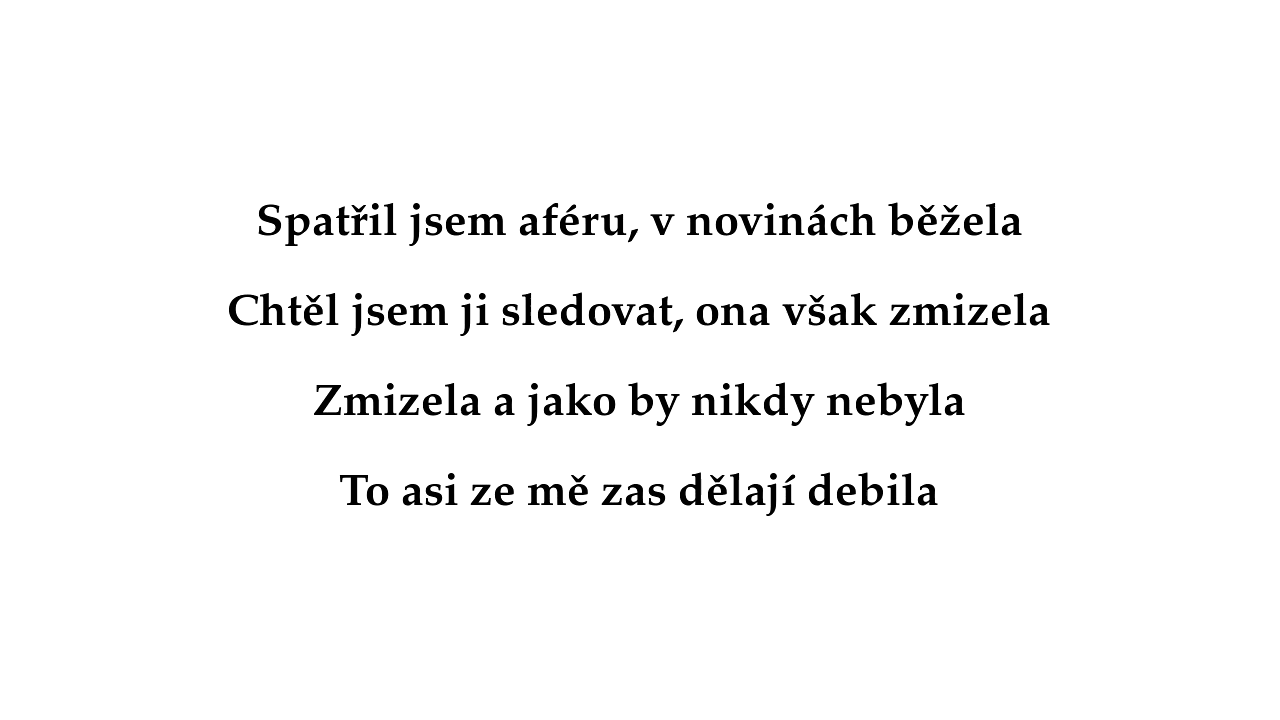 Spatřil jsem aféru, v novinách běžela
Chtěl jsem ji sledovat, ona však zmizela
Zmizela a jako by nikdy nebyla
To asi ze mě zas dělají debila